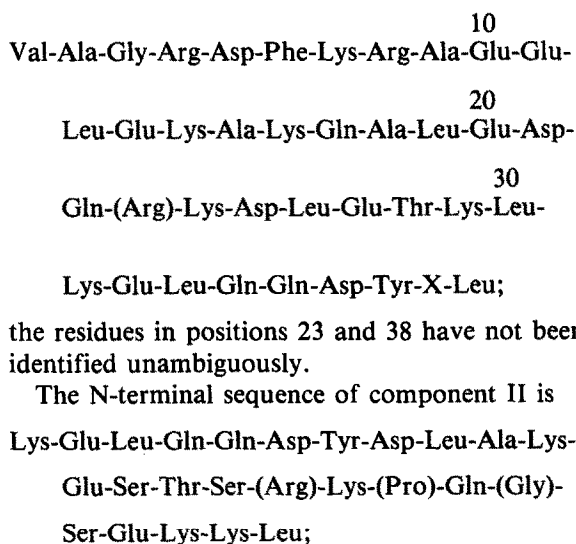 10
Val-Ala-Gly-Arg-Asp-Phe-Lys-Arg-Ala-Glu-Glu-
20
Leu-Glu-Lys-Ala-Lys-Gln-Ala-Leu-Glu-Asp-
30
Gln-(Arg)-Lys-Asp-Leu-Glu-Thr-Lys-Leu-
Lys-Glu-Leu-Gln-Gln-Asp-Tyr-X-Leu;
the residues in positions 23 and 38 have not been
identified unambiguously.
The N-terminal sequence of component II is
Lys-Glu-Leu-Gln-Gln-Asp-Tyr-Asp-Leu-Ala-Lys-
Glu-Ser-Thr-Ser-(Arg)-Lys-(Pro)-Gln-(Gly)-
Ser-Glu-Lys-Lys-Leu;